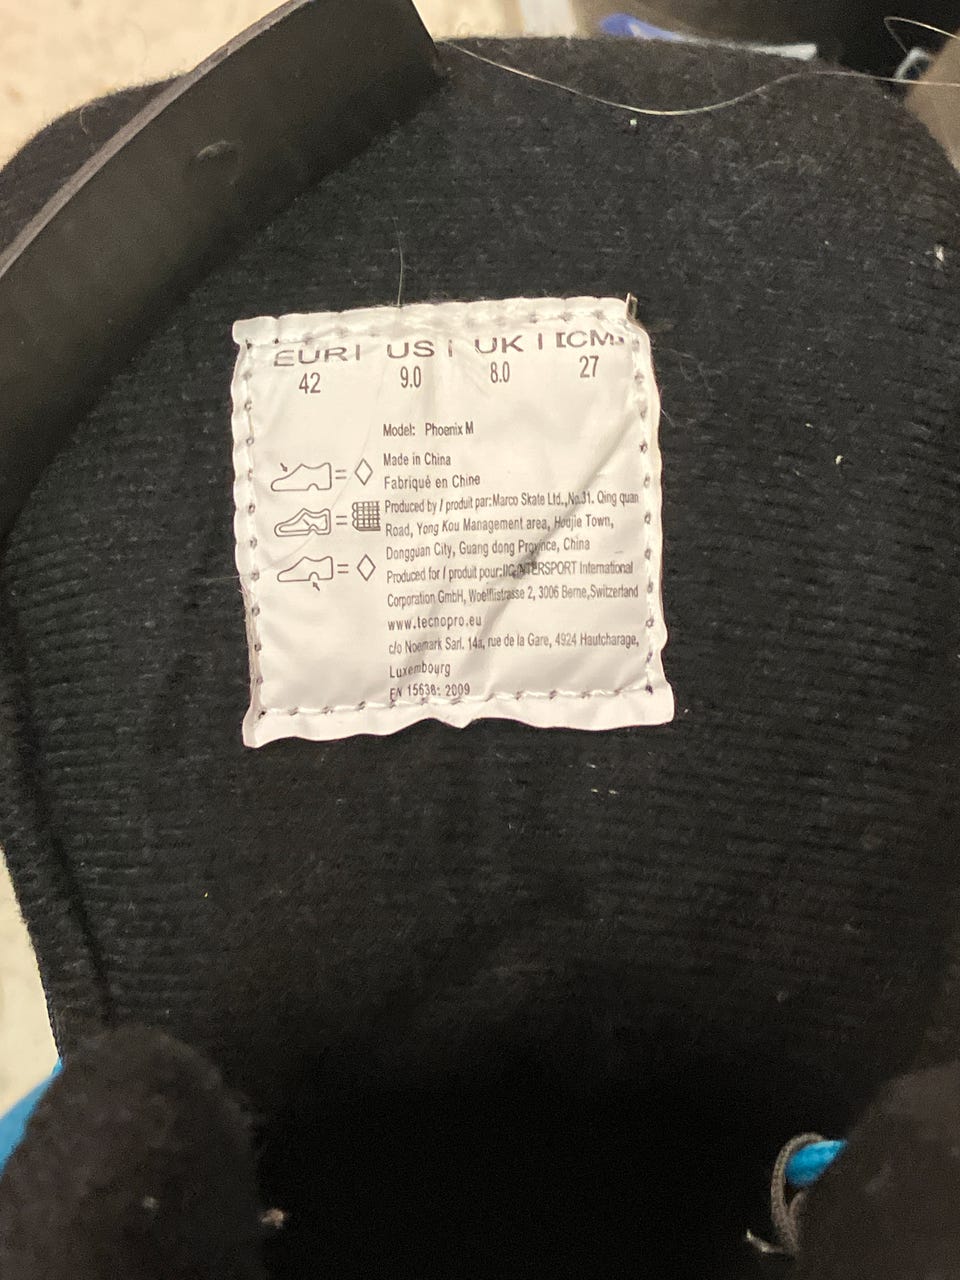 EUR | US | UK | [CM]
42 9.0 8.0 27
Model: Phoenix M
Made in China
Fabriqué en Chine
Produced by / produit par:Marco Skate Ltd.,No.31. Qing quan
Road, Yong Kou Management area, Houjie Town,
Dongguan City, Guang dong Province, China
Produced for / produit pour:IIC INTERSPORT International
Corporation GmbH, Woelflistrasse 2, 3006 Berne,Switzerland
www.tecnopro.eu
c/o Noemark Sarl. 14a, rue de la Gare, 4924 Hautcharage,
Luxembourg
EN 15638: 2009